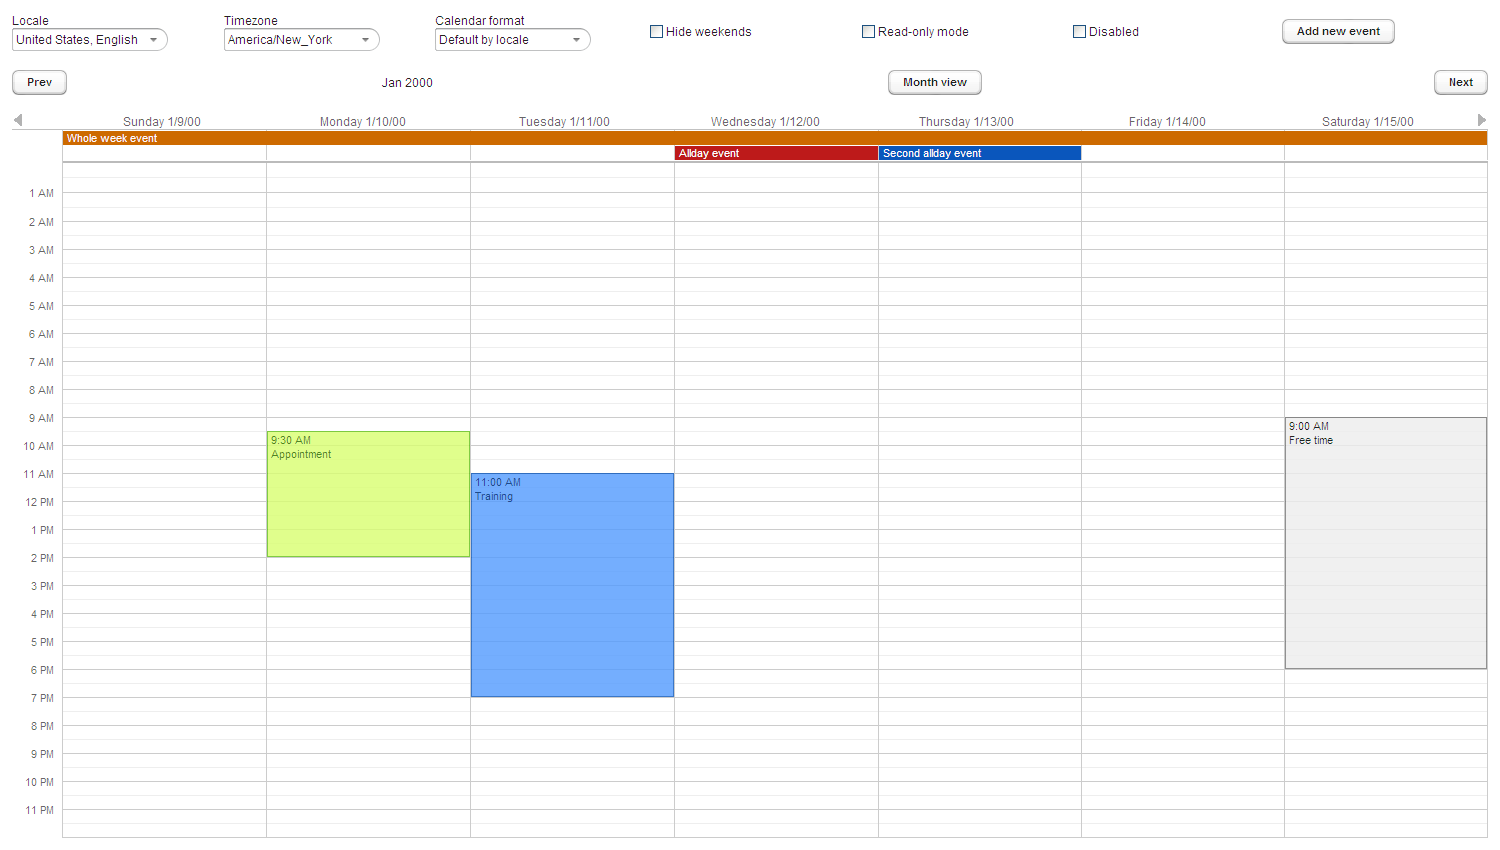 Locale
Timezone
Calendar format
United States, English
America/New_York
Default by locale
Hide weekends
Read-only mode
Disabled
Add new event
Prev
Jan 2000
Month view
Next
Sunday 1/9/00
Monday 1/10/00
Tuesday 1/11/00
Wednesday 1/12/00
Thursday 1/13/00
Friday 1/14/00
Saturday 1/15/00
Whole week event
Allday event
Second allday event
1 AM
2 AM
3 AM
4 AM
5 AM
6 AM
7 AM
8 AM
9 AM
10 AM
11 AM
12 PM
1 PM
2 PM
3 PM
4 PM
5 PM
6 PM
7 PM
8 PM
9 PM
10 PM
11 PM
9:30 AM
Appointment
11:00 AM
Training
9:00 AM
Free time